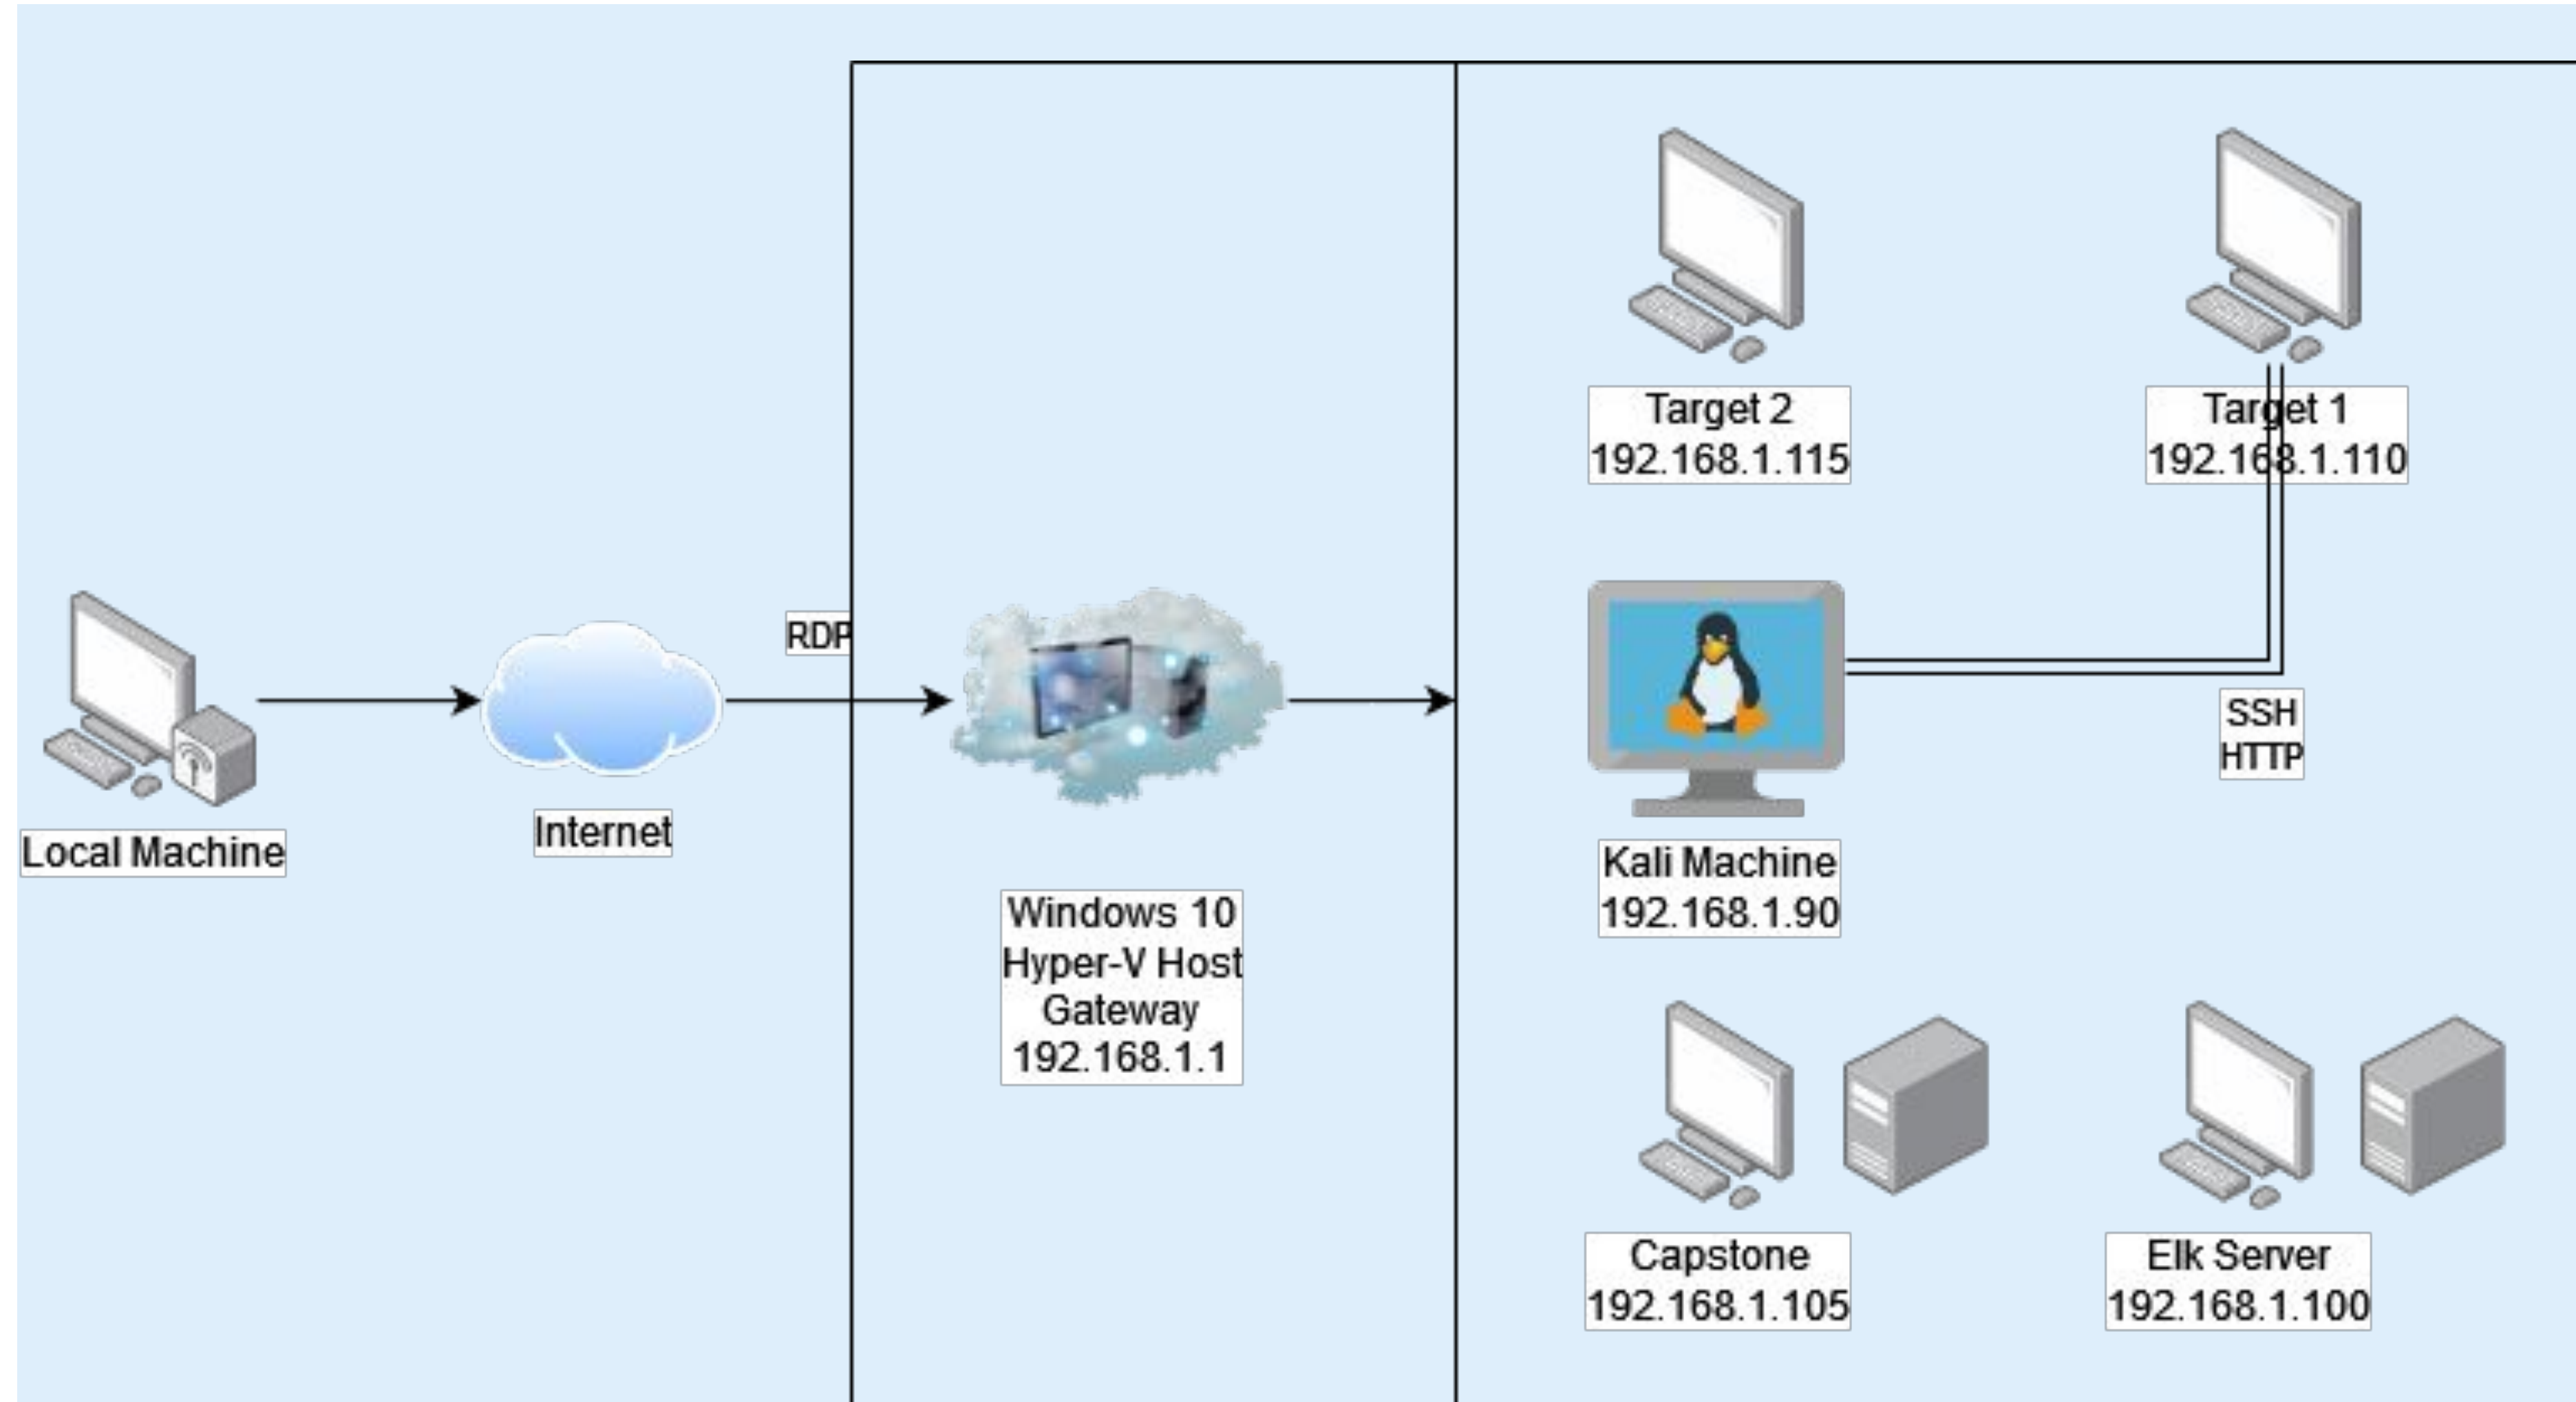 Target 2
192.168.1.115
Target 1
192.168.1.110
RDP
SSH
HTTP
Local Machine
Internet
Kali Machine
192.168.1.90
Windows 10
Hyper-V Host
Gateway
192.168.1.1
Capstone
192.168.1.105
Elk Server
192.168.1.100